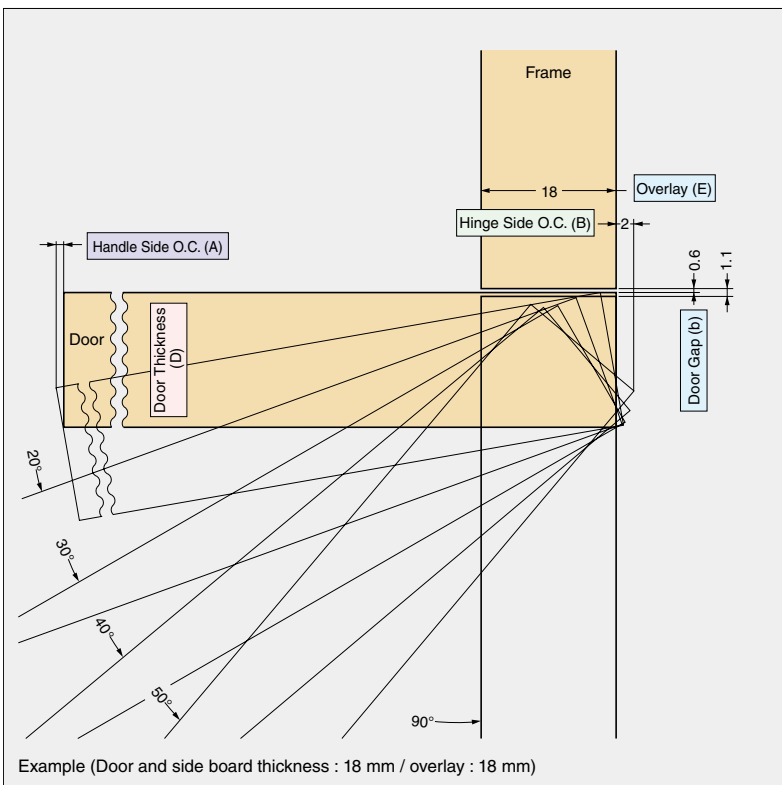 Frame
18
Overlay (E)
Hinge Side O.C. (B)
2
Handle Side O.C. (A)
0.6
1.1
Door
Door Thickness
(D)
Door Gap (b)
20°
30°
40°
50°
90°
Example (Door and side board thickness : 18 mm / overlay : 18 mm)